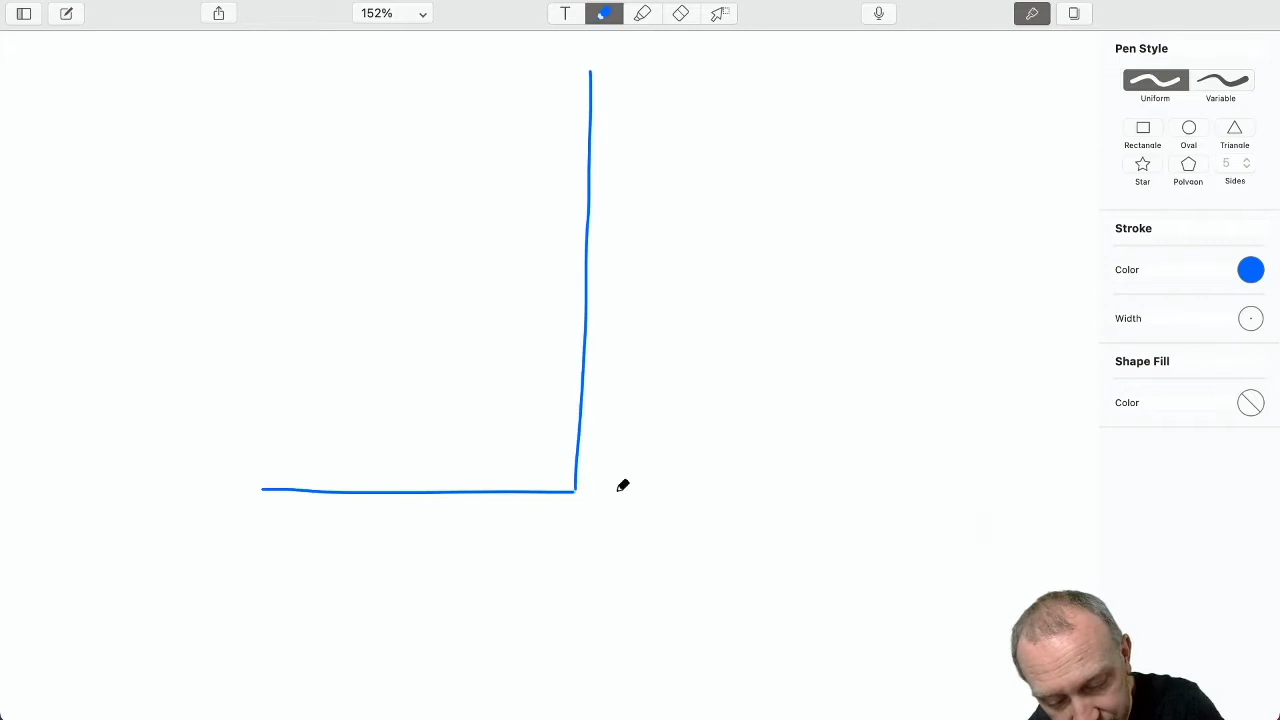 152%
T
Pen Style
Uniform Variable
Rectangle Oval Triangle
5
Star Polygon Sides
Stroke
Color
Width
Shape Fill
Color